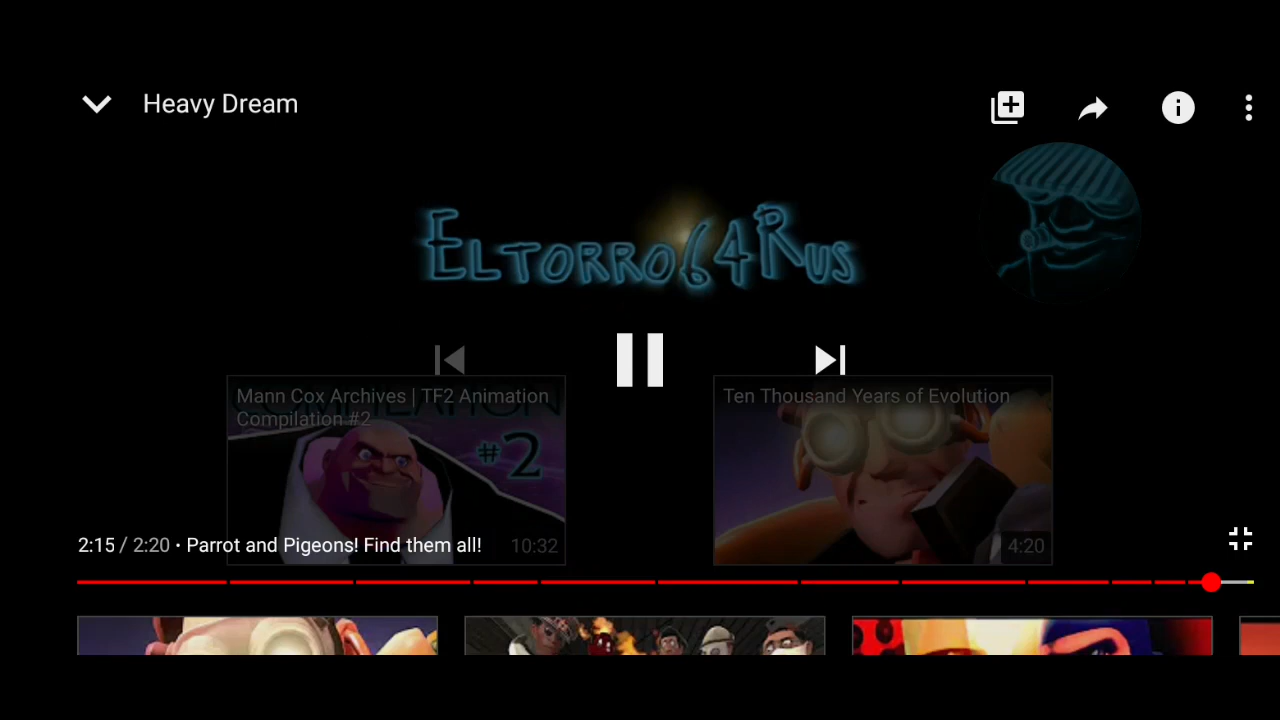 Heavy Dream
ELTORRO64RUS
Mann Cox Archives | TF2 Animation
Compilation #2
COMPILATION
#2
10:32
Ten Thousand Years of Evolution
4:20
2:15 / 2:20 · Parrot and Pigeons! Find them all!